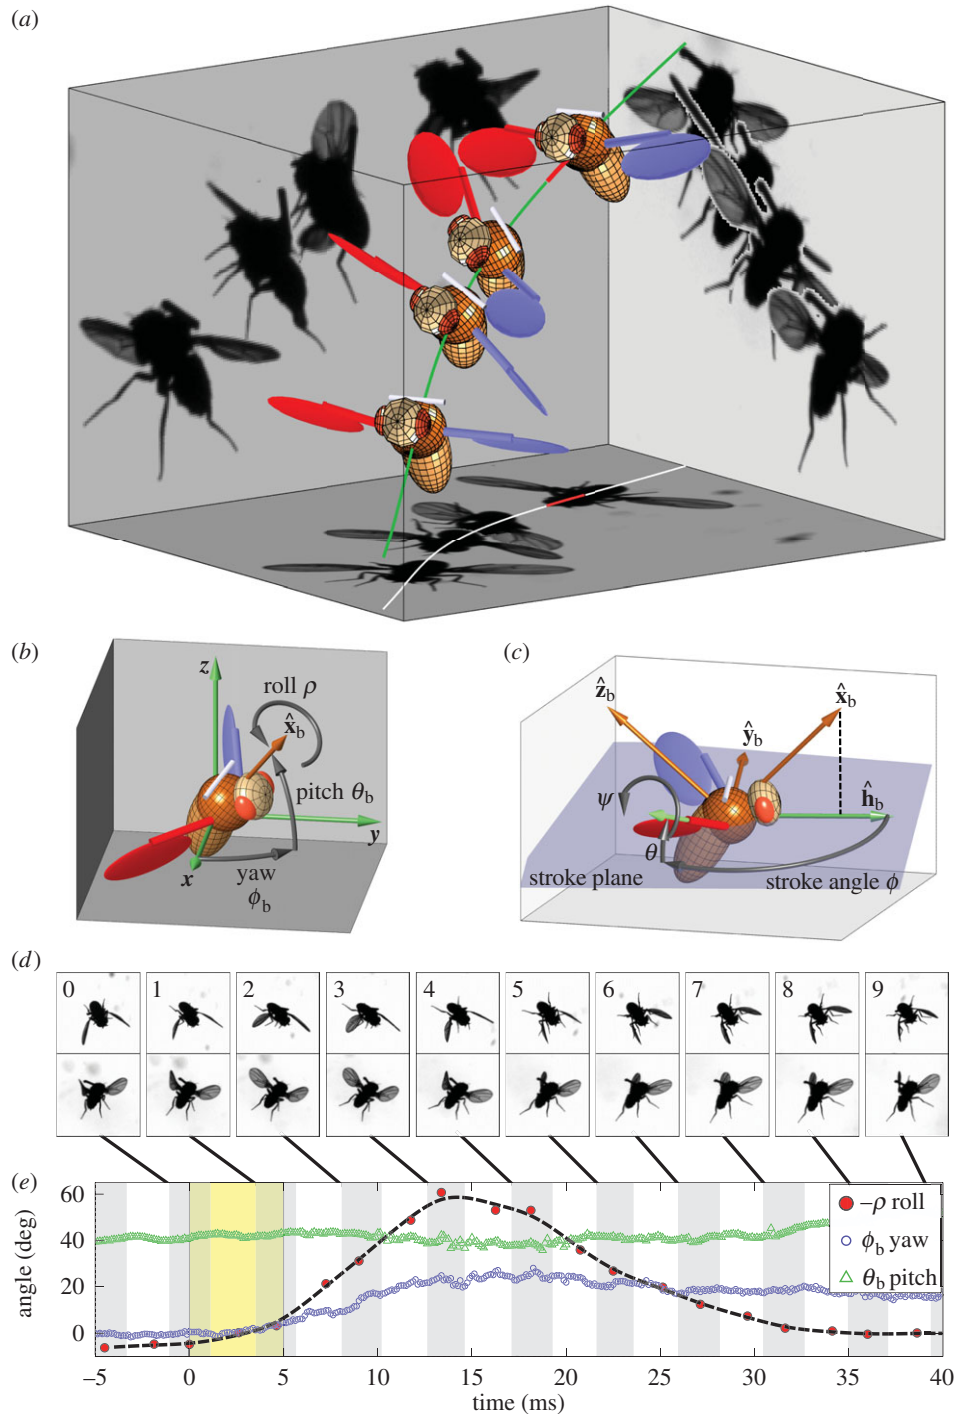 (a)
(b)
z
roll ρ
x̂b
pitch θb
y
x
yaw
ϕb
(c)
ẑb
x̂b
ŷb
ĥb
ψ
θ
stroke plane
stroke angle ϕ
(d)
0 1 2 3 4 5 6 7 8 9
(e)
angle (deg)
60
40
20
0
−ρ roll
ϕb yaw
θb pitch
−5 0 5 10 15 20 25 30 35 40
time (ms)